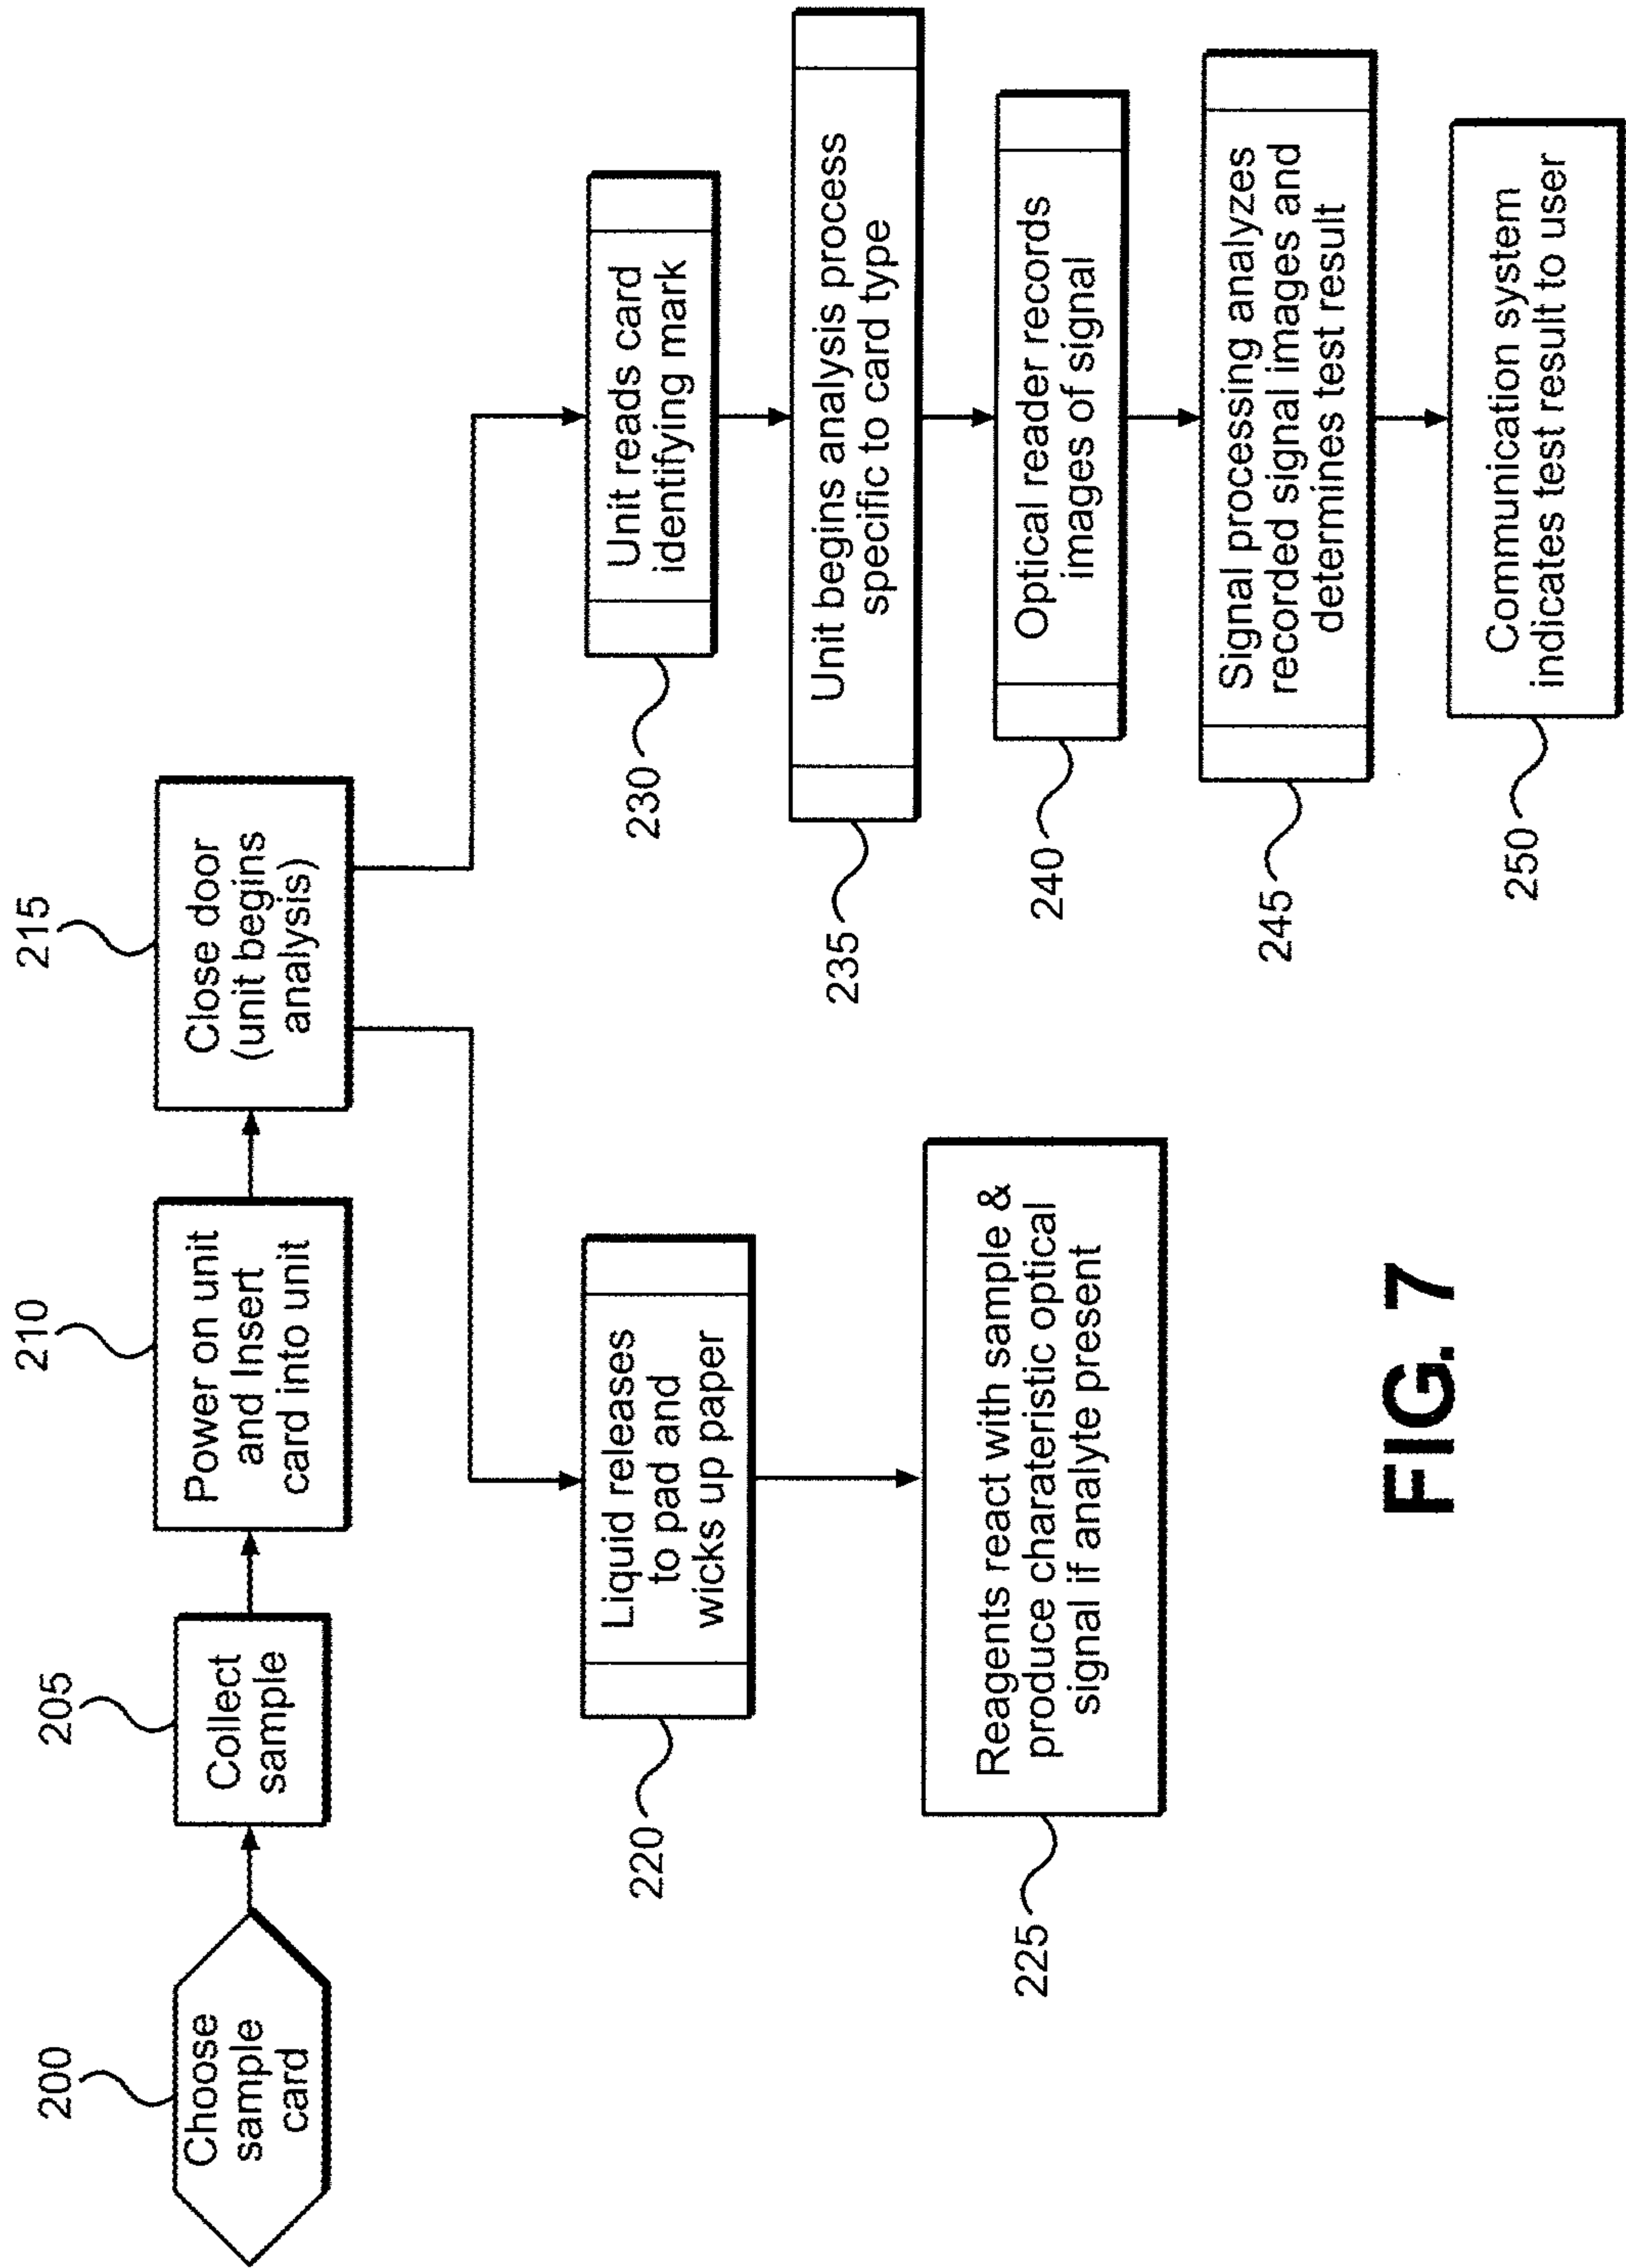 200
Choose
sample
card
205
Collect
sample
210
Power on unit
and Insert
card into unit
215
Close door
(unit begins
analysis)
220
Liquid releases
to pad and
wicks up paper
225
Reagents react with sample &
produce charateristic optical
signal if analyte present
230
Unit reads card
identifying mark
235
Unit begins analysis process
specific to card type
240
Optical reader records
images of signal
245
Signal processing analyzes
recorded signal images and
determines test result
250
Communication system
indicates test result to user
FIG. 7